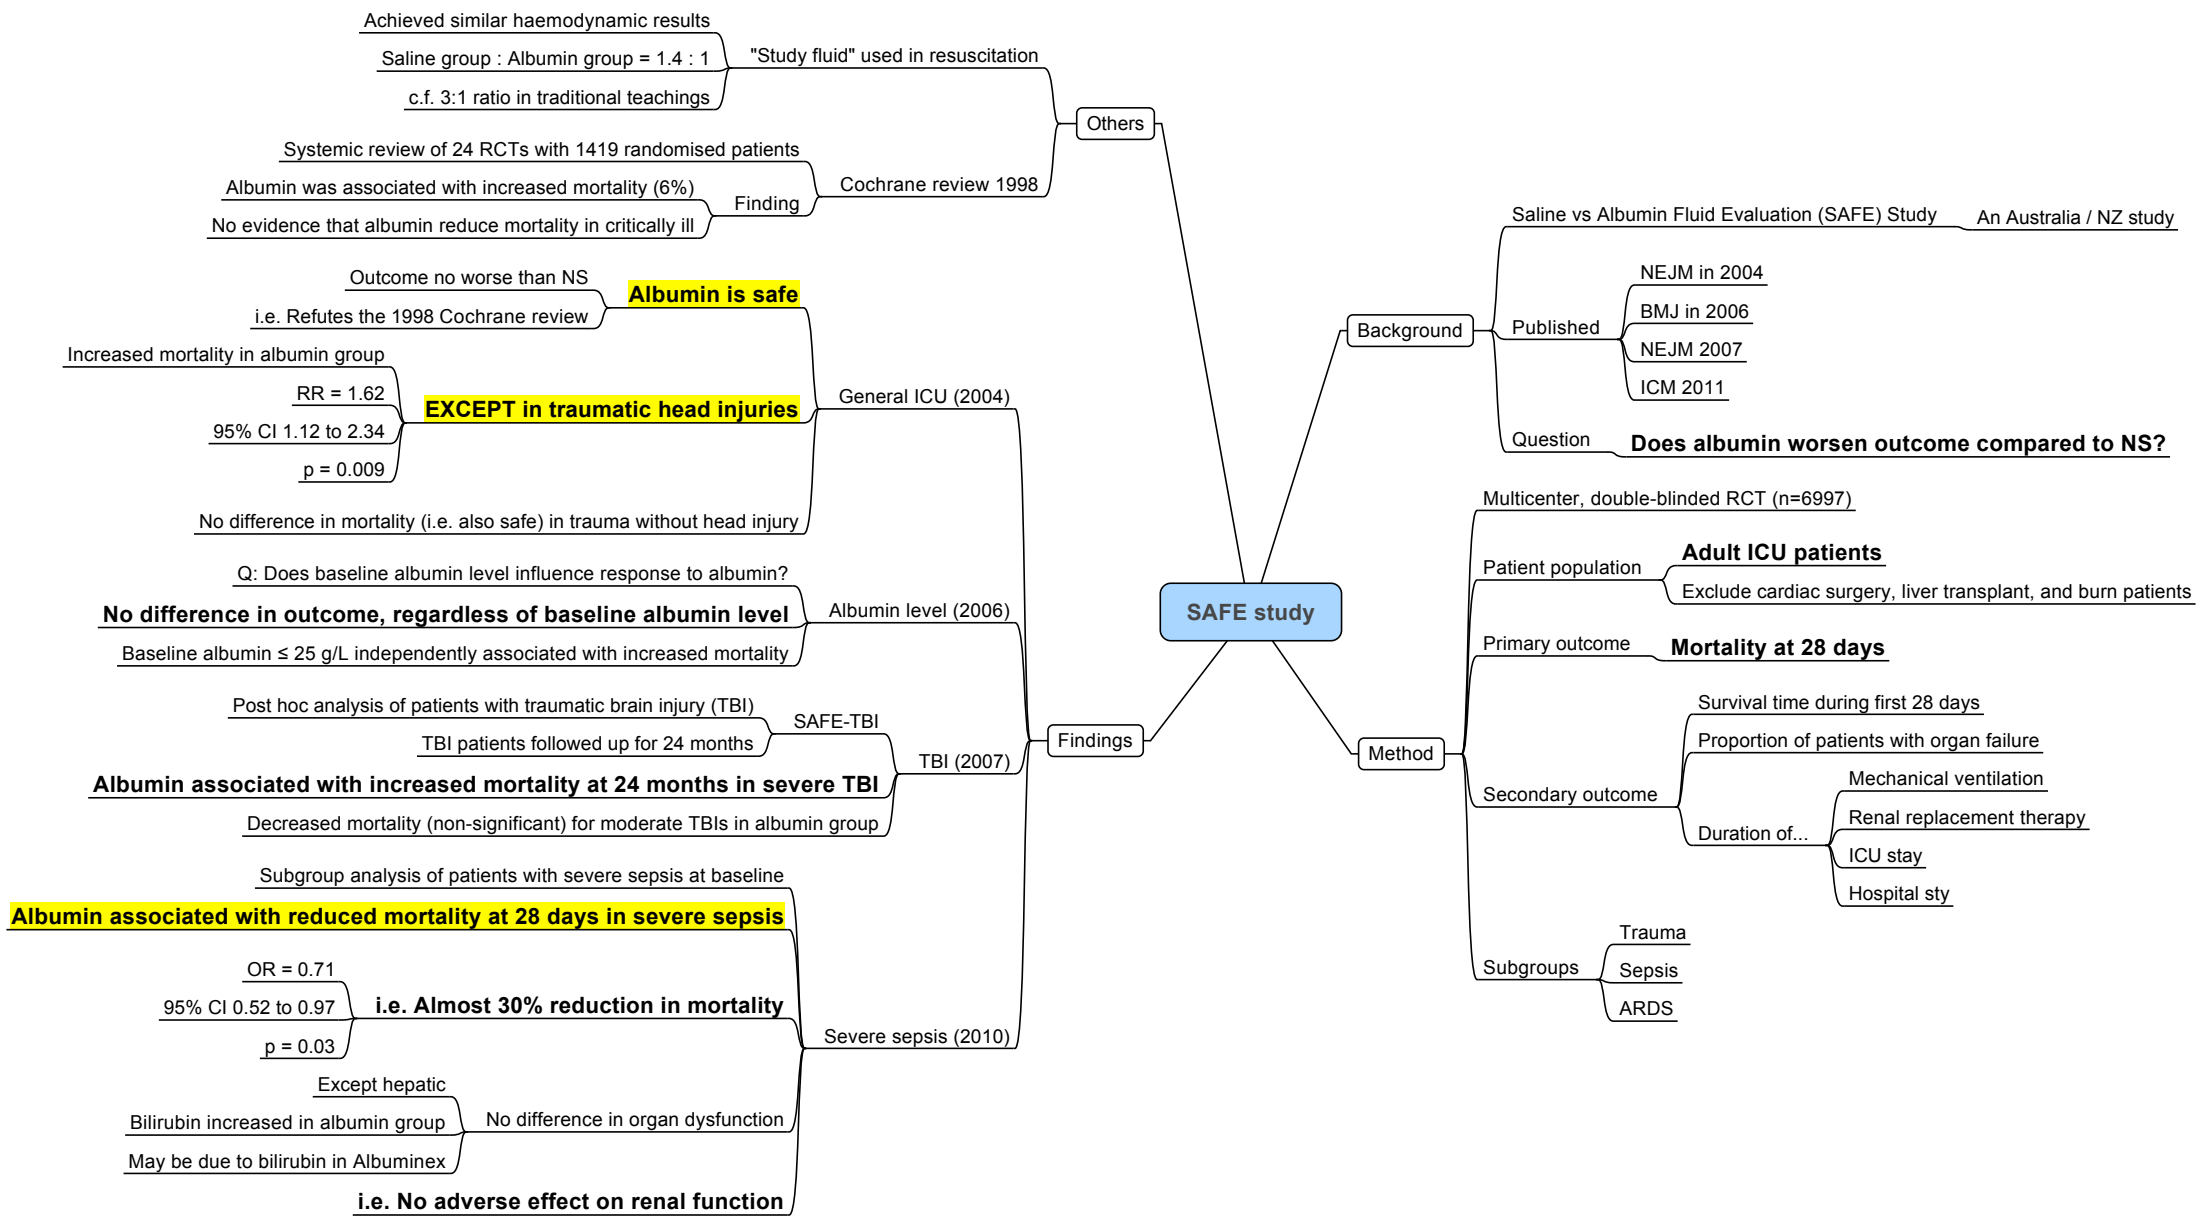 SAFE study
Background
Saline vs Albumin Fluid Evaluation (SAFE) Study
An Australia / NZ study
Published
NEJM in 2004
BMJ in 2006
NEJM 2007
ICM 2011
Question
Does albumin worsen outcome compared to NS?
Method
Multicenter, double-blinded RCT (n=6997)
Patient population
Adult ICU patients
Exclude cardiac surgery, liver transplant, and burn patients
Primary outcome
Mortality at 28 days
Secondary outcome
Survival time during first 28 days
Proportion of patients with organ failure
Duration of...
Mechanical ventilation
Renal replacement therapy
ICU stay
Hospital sty
Subgroups
Trauma
Sepsis
ARDS
Findings
General ICU (2004)
Albumin is safe
Outcome no worse than NS
i.e. Refutes the 1998 Cochrane review
EXCEPT in traumatic head injuries
Increased mortality in albumin group
RR = 1.62
95% CI 1.12 to 2.34
p = 0.009
No difference in mortality (i.e. also safe) in trauma without head injury
Albumin level (2006)
Q: Does baseline albumin level influence response to albumin?
No difference in outcome, regardless of baseline albumin level
Baseline albumin ≤ 25 g/L independently associated with increased mortality
TBI (2007)
SAFE-TBI
Post hoc analysis of patients with traumatic brain injury (TBI)
TBI patients followed up for 24 months
Albumin associated with increased mortality at 24 months in severe TBI
Decreased mortality (non-significant) for moderate TBIs in albumin group
Severe sepsis (2010)
Subgroup analysis of patients with severe sepsis at baseline
Albumin associated with reduced mortality at 28 days in severe sepsis
i.e. Almost 30% reduction in mortality
OR = 0.71
95% CI 0.52 to 0.97
p = 0.03
No difference in organ dysfunction
Except hepatic
Bilirubin increased in albumin group
May be due to bilirubin in Albuminex
i.e. No adverse effect on renal function
Others
"Study fluid" used in resuscitation
Achieved similar haemodynamic results
Saline group : Albumin group = 1.4 : 1
c.f. 3:1 ratio in traditional teachings
Cochrane review 1998
Systemic review of 24 RCTs with 1419 randomised patients
Finding
Albumin was associated with increased mortality (6%)
No evidence that albumin reduce mortality in critically ill